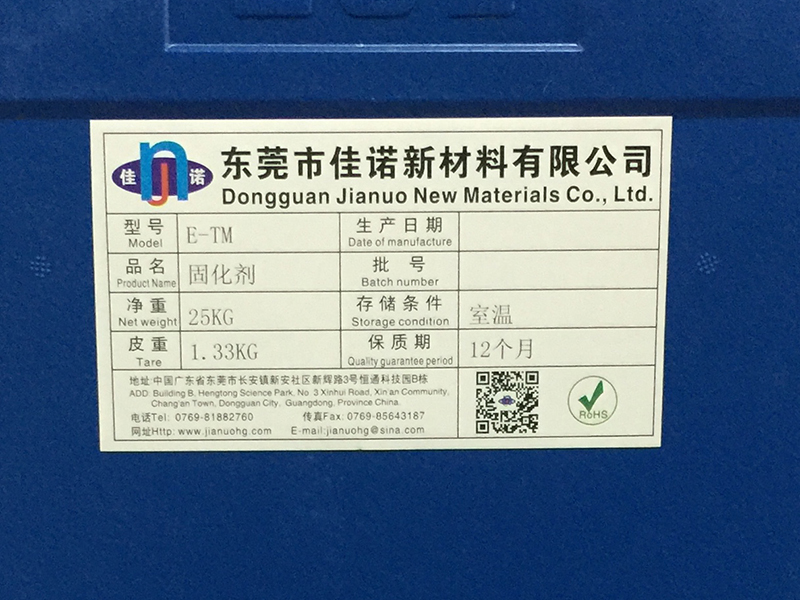 佳 nj 诺 东莞市佳诺新材料有限公司
Dongguan Jianuo New Materials Co., Ltd.
型号 Model E-TM 生产日期 Date of manufacture
品名 Product Name 固化剂 批号 Batch number
净重 Net weight 25KG 存储条件 Storage condition 室温
皮重 Tare 1.33KG 保质期 Quality guarantee period 12个月
地址:中国广东省东莞市长安镇新安社区新辉路3号恒通科技园B栋
ADD: Building B, Hengtong Science Park, No. 3 Xinhui Road, Xin'an Community,
Chang'an Town, Dongguan City, Guangdong, Province China.
电话Tel: 0769-81882760 传真Fax: 0769-85643187
网址Http: www.jianuohg.com E-mail:jianuohg@sina.com
RoHS